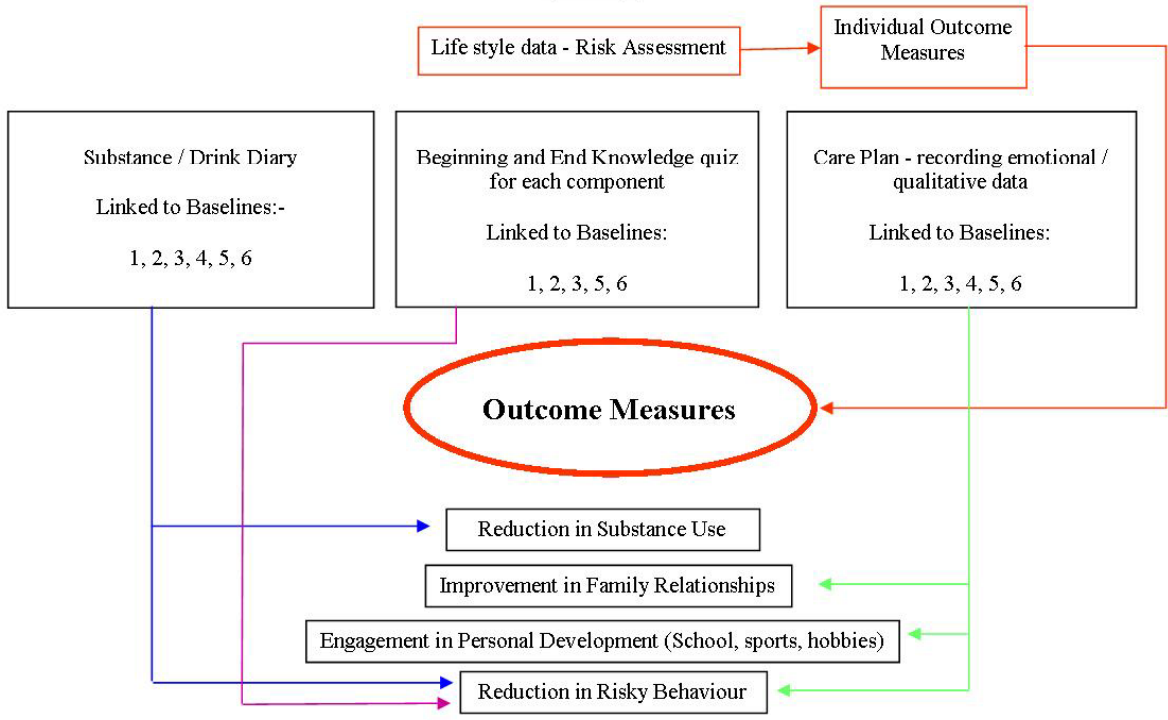 Life style data - Risk Assessment
Individual Outcome
Measures
Substance / Drink Diary
Linked to Baselines:-
1, 2, 3, 4, 5, 6
Beginning and End Knowledge quiz
for each component
Linked to Baselines:
1, 2, 3, 5, 6
Care Plan - recording emotional /
qualitative data
Linked to Baselines:
1, 2, 3, 4, 5, 6
Outcome Measures
Reduction in Substance Use
Improvement in Family Relationships
Engagement in Personal Development (School, sports, hobbies)
Reduction in Risky Behaviour